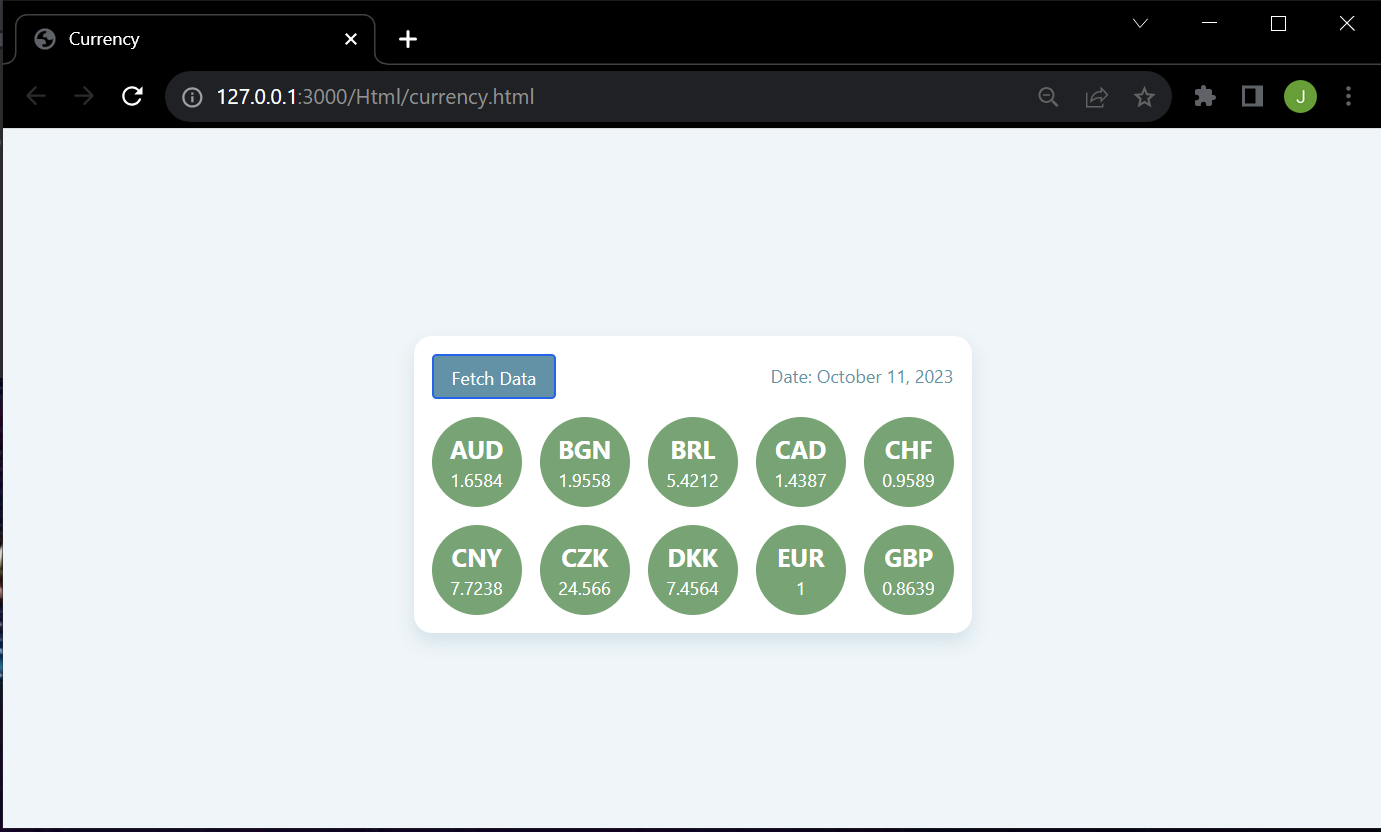 Currency
127.0.0.1:3000/Html/currency.html
J
Fetch Data
Date: October 11, 2023
AUD BGN BRL CAD CHF
1.6584 1.9558 5.4212 1.4387 0.9589
CNY CZK DKK EUR GBP
7.7238 24.566 7.4564 1 0.8639